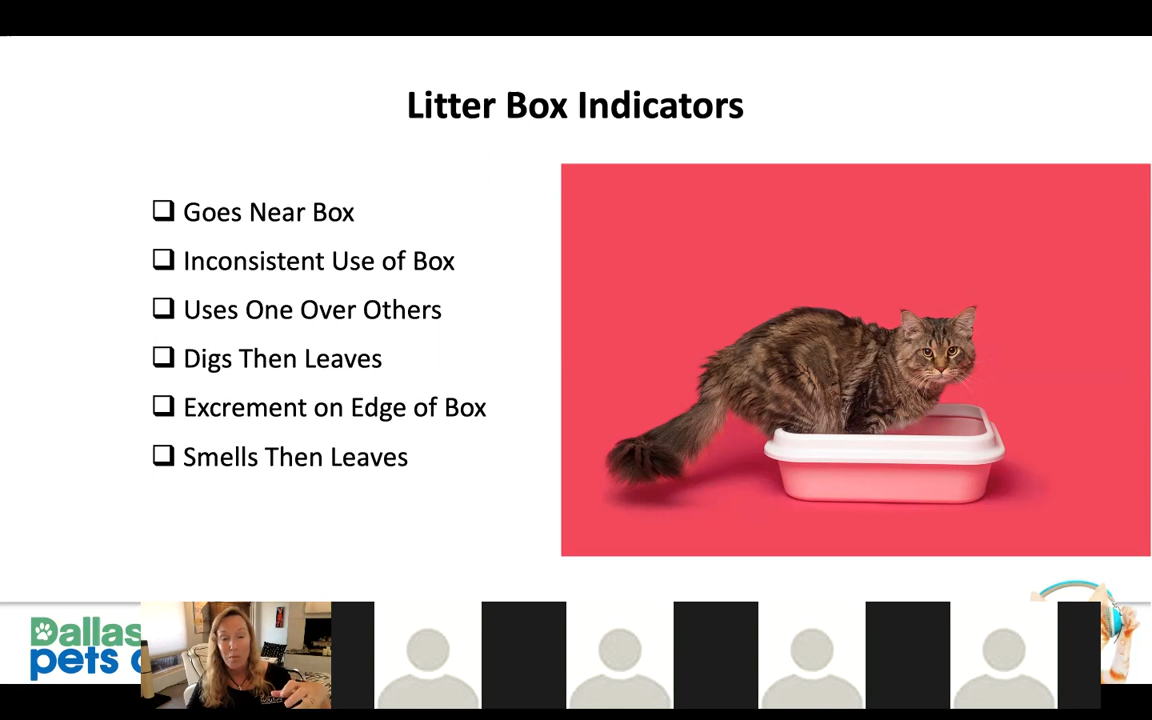 Litter Box Indicators
Goes Near Box
Inconsistent Use of Box
Uses One Over Others
Digs Then Leaves
Excrement on Edge of Box
Smells Then Leaves
Dallas
pets